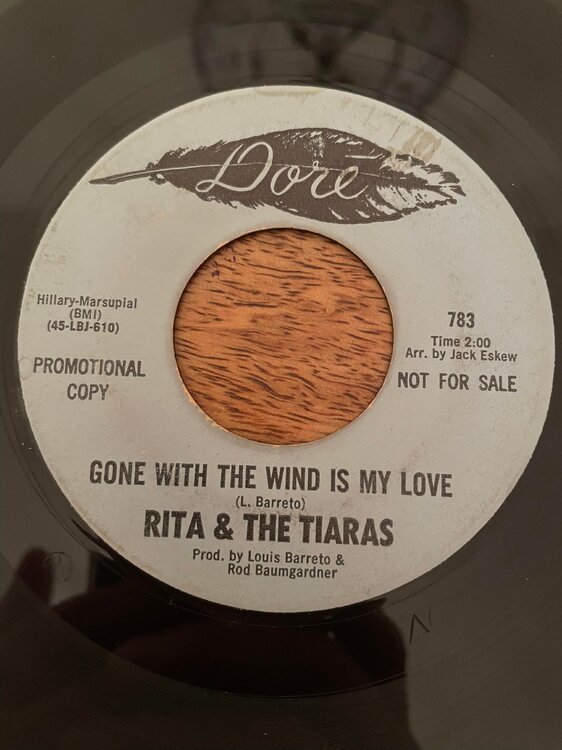 Doré
Hillary-Marsupial
(BMI)
(45-LBJ-610)
PROMOTIONAL
COPY
783
Time 2:00
Arr. by Jack Eskew
NOT FOR SALE
GONE WITH THE WIND IS MY LOVE
(L. Barreto)
RITA & THE TIARAS
Prod. by Louis Barreto &
Rod Baumgardner